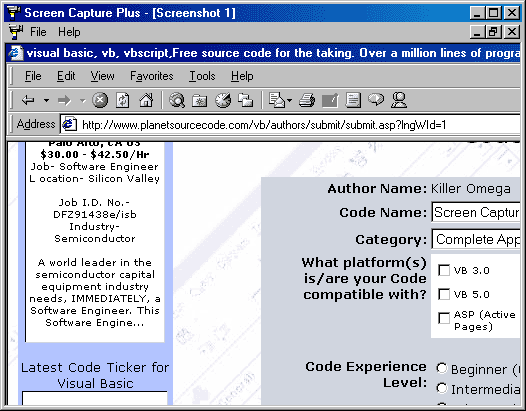 Screen Capture Plus - [Screenshot 1]
File Help
visual basic, vb, vbscript,Free source code for the taking. Over a million lines of progra
File Edit View Favorites Tools Help
Address http://www.planetsourcecode.com/vb/authors/submit/submit.asp?lngWId=1
Palo Alto, CA US
$30.00 - $42.50/Hr
Job- Software Engineer
L ocation- Silicon Valley
Job I.D. No.-
DFZ91438e/isb
Industry-
Semiconductor
A world leader in the
semiconductor capital
equipment industry
needs, IMMEDIATELY, a
Software Engineer. This
Software Engine...
Latest Code Ticker for
Visual Basic
Author Name: Killer Omega
Code Name: Screen Captur
Category: Complete App
What platform(s)
is/are your Code
compatible with?
VB 3.0
VB 5.0
ASP (Active
Pages)
Code Experience
Level:
Beginner (
Intermedia